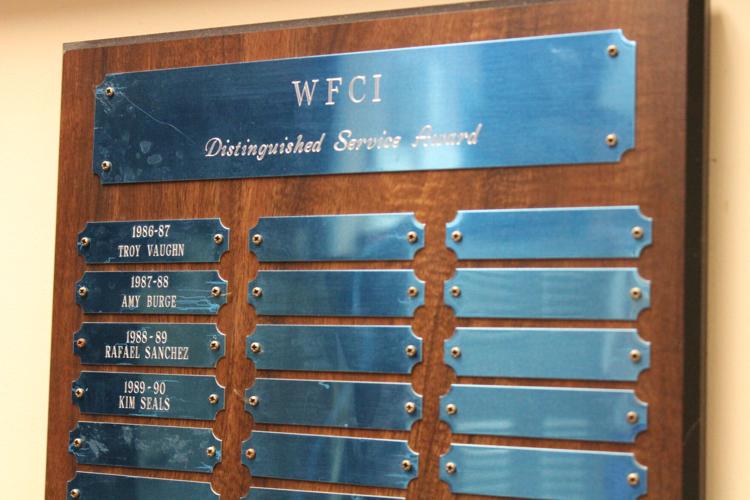 WFCI
Distinguished Service Award
1986-87
TROY VAUGHN
1987-88
AMY BURGE
1988-89
RAFAEL SANCHEZ
1989-90
KIM SEALS